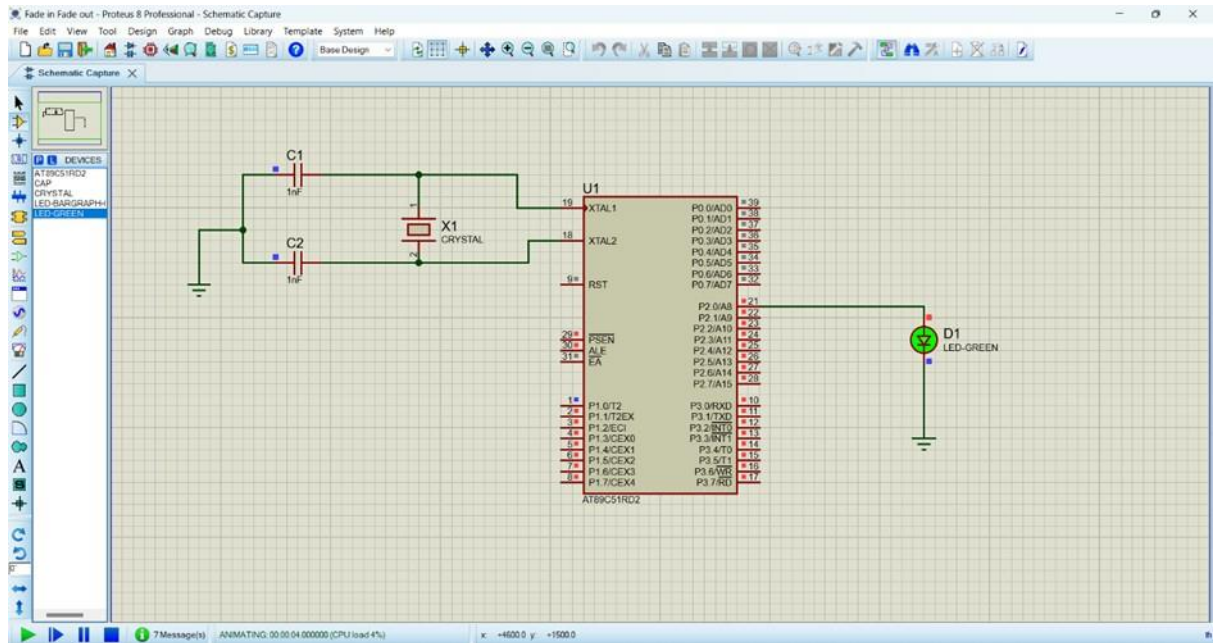 Fade in Fade out - Proteus 8 Professional - Schematic Capture
File Edit View Tool Design Graph Debug Library Template System Help
Base Design
Schematic Capture
P L DEVICES
AT89C51RD2
CAP
CRYSTAL
LED-BARGRAPH-
LED-GREEN
C1
1nF
C2
1nF
1
X1
CRYSTAL
2
U1
19 XTAL1
18 XTAL2
9 RST
29 PSEN
30 ALE
31 EA
1 P1.0/T2
2 P1.1/T2EX
3 P1.2/ECI
4 P1.3/CEX0
5 P1.4/CEX1
6 P1.5/CEX2
7 P1.6/CEX3
8 P1.7/CEX4
P0.0/AD0 39
P0.1/AD1 38
P0.2/AD2 37
P0.3/AD3 36
P0.4/AD4 35
P0.5/AD5 34
P0.6/AD6 33
P0.7/AD7 32
P2.0/A8 21
P2.1/A9 22
P2.2/A10 23
P2.3/A11 24
P2.4/A12 25
P2.5/A13 26
P2.6/A14 27
P2.7/A15 28
P3.0/RXD 10
P3.1/TXD 11
P3.2/INT0 12
P3.3/INT1 13
P3.4/T0 14
P3.5/T1 15
P3.6/WR 16
P3.7/RD 17
AT89C51RD2
D1
LED-GREEN
7 Message(s) ANIMATING: 00:00:04.000000 (CPU load 4%) x: -4600.0 y: +1500.0